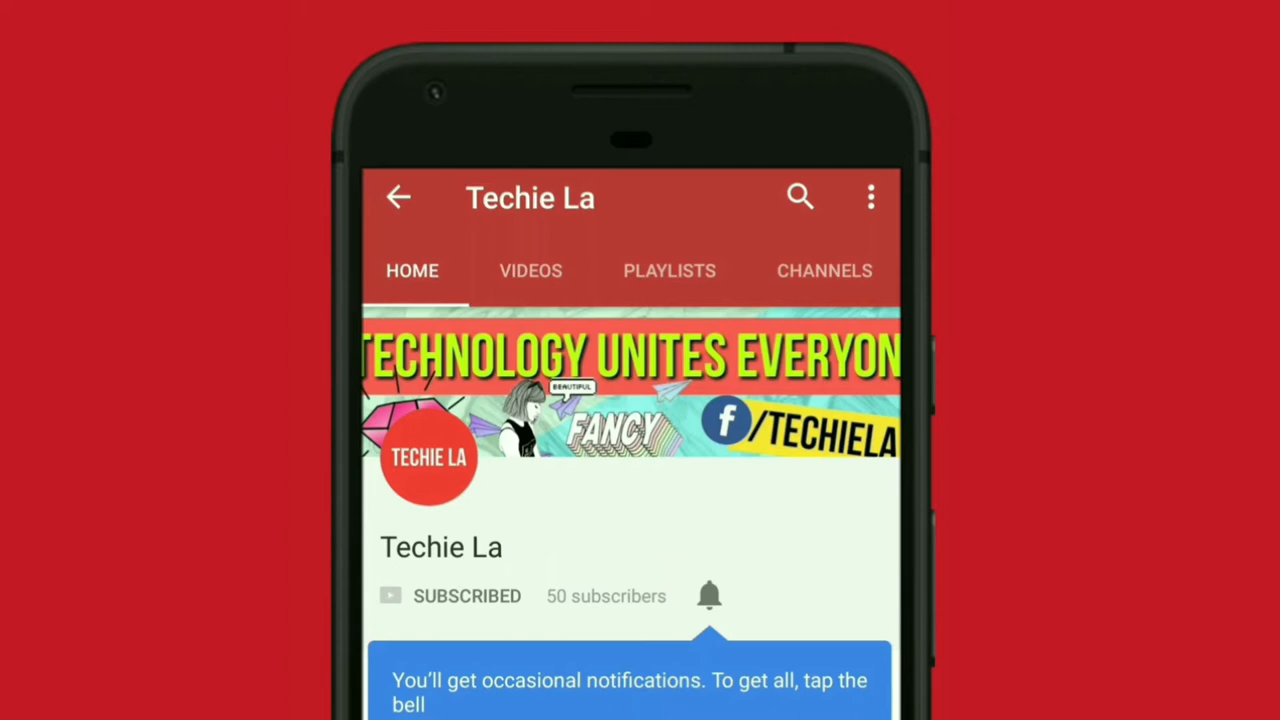 Techie La
HOME VIDEOS PLAYLISTS CHANNELS
TECHNOLOGY UNITES EVERYON
BEAUTIFUL
FANCY
f/TECHIELA
TECHIE LA
Techie La
SUBSCRIBED 50 subscribers
You’ll get occasional notifications. To get all, tap the
bell